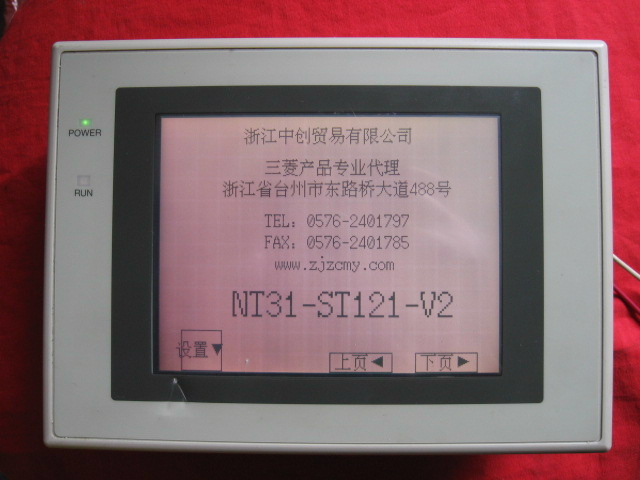 POWER
RUN
浙江中创贸易有限公司
三菱产品专业代理
浙江省台州市东路桥大道488号
TEL: 0576-2401797
FAX: 0576-2401785
www.zjzcmy.com
NT31-ST121-V2
设置▼
上页◀
下页▶